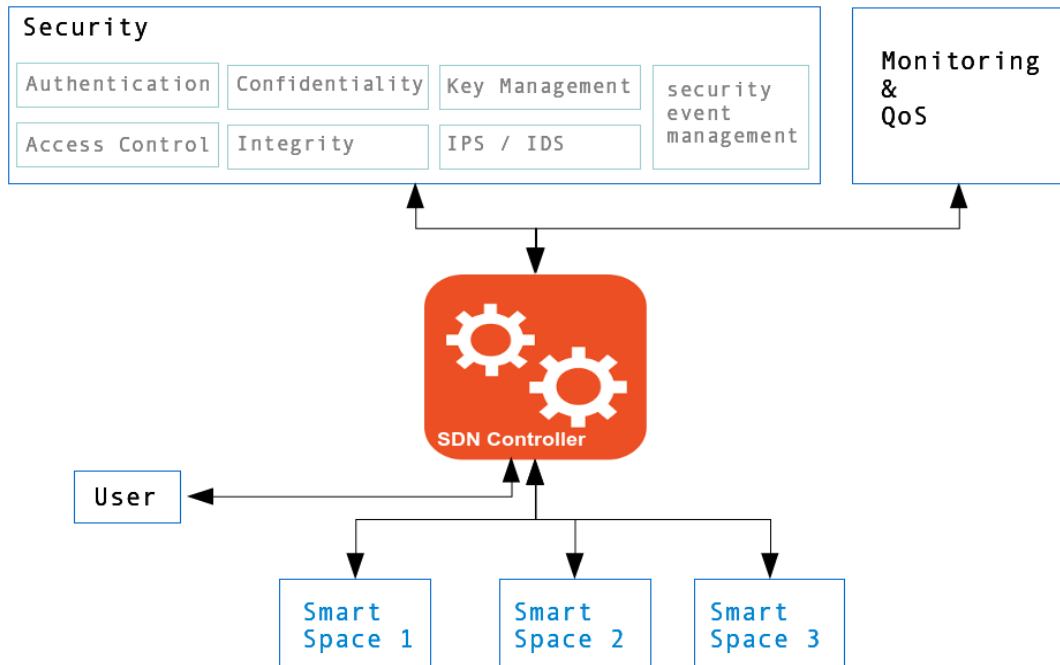 Security
Authentication
Confidentiality
Key Management
security
event
management
Access Control
Integrity
IPS / IDS
Monitoring
&
QoS
SDN Controller
User
Smart
Space 1
Smart
Space 2
Smart
Space 3